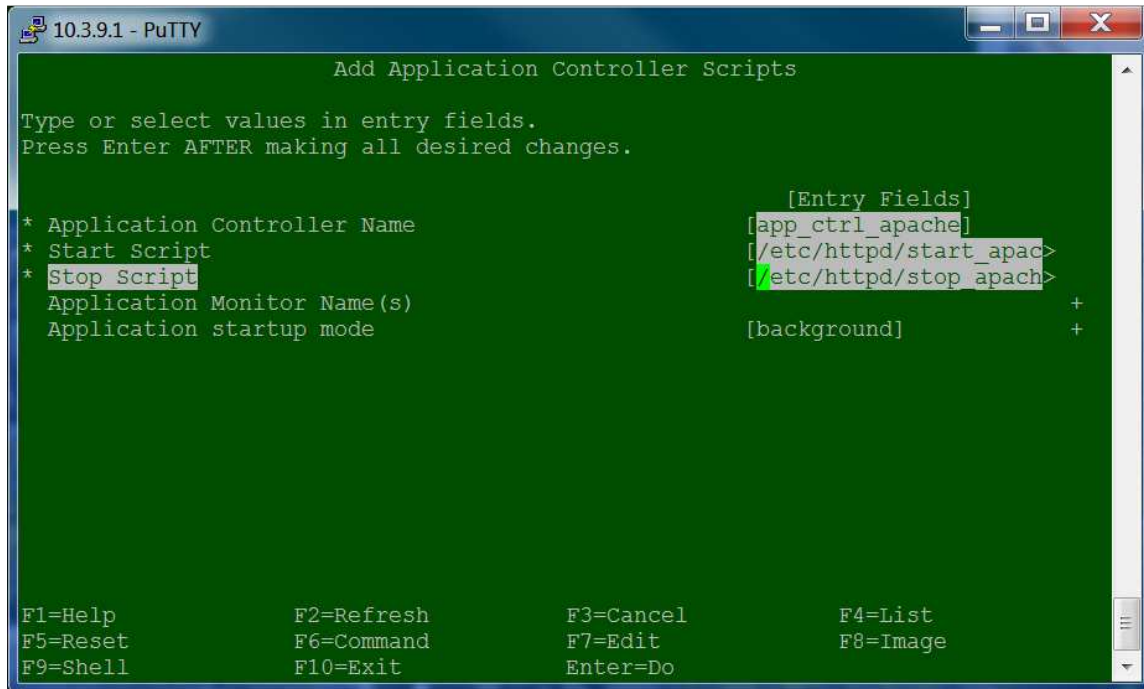 10.3.9.1 - PuTTY
Add Application Controller Scripts
Type or select values in entry fields.
Press Enter AFTER making all desired changes.
[Entry Fields]
* Application Controller Name [app_ctrl_apache]
* Start Script [/etc/httpd/start_apac>
* Stop Script [/etc/httpd/stop_apach>
Application Monitor Name(s) +
Application startup mode [background] +
F1=Help F2=Refresh F3=Cancel F4=List
F5=Reset F6=Command F7=Edit F8=Image
F9=Shell F10=Exit Enter=Do